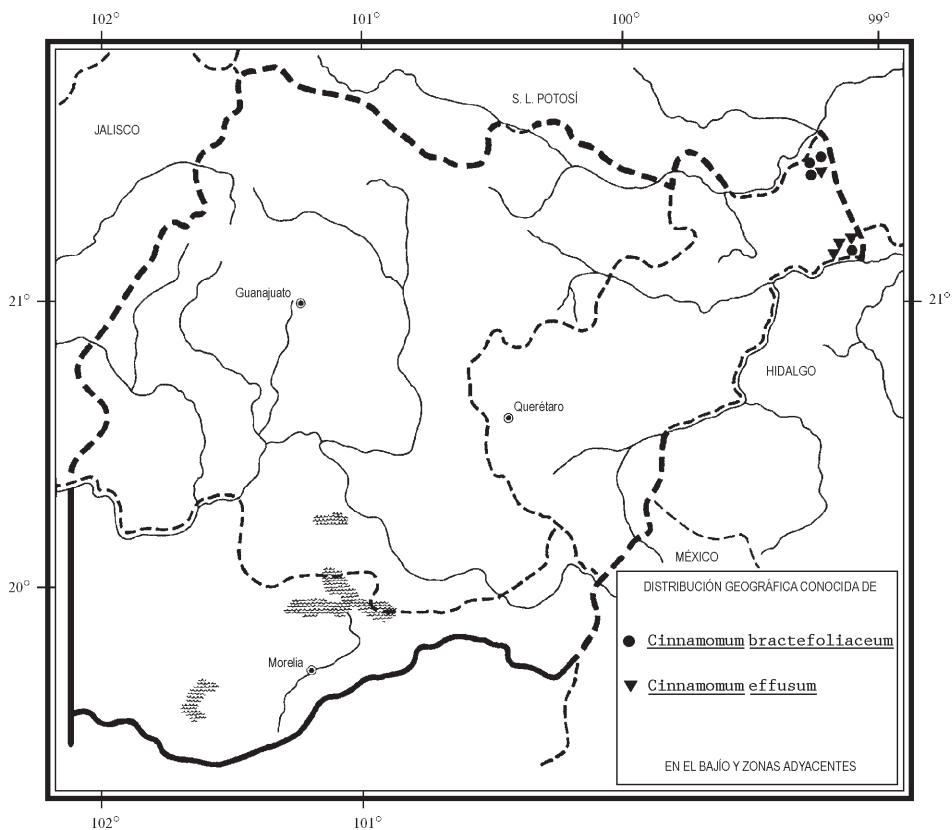 102° 101° 100° 99°
S. L. POTOSÍ
JALISCO
Guanajuato
21° 21°
HIDALGO
Querétaro
MÉXICO
20°
DISTRIBUCIÓN GEOGRÁFICA CONOCIDA DE
Cinnamomum bractefoliaceum
Morelia
Cinnamomum effusum
EN EL BAJÍO Y ZONAS ADYACENTES
102° 101°